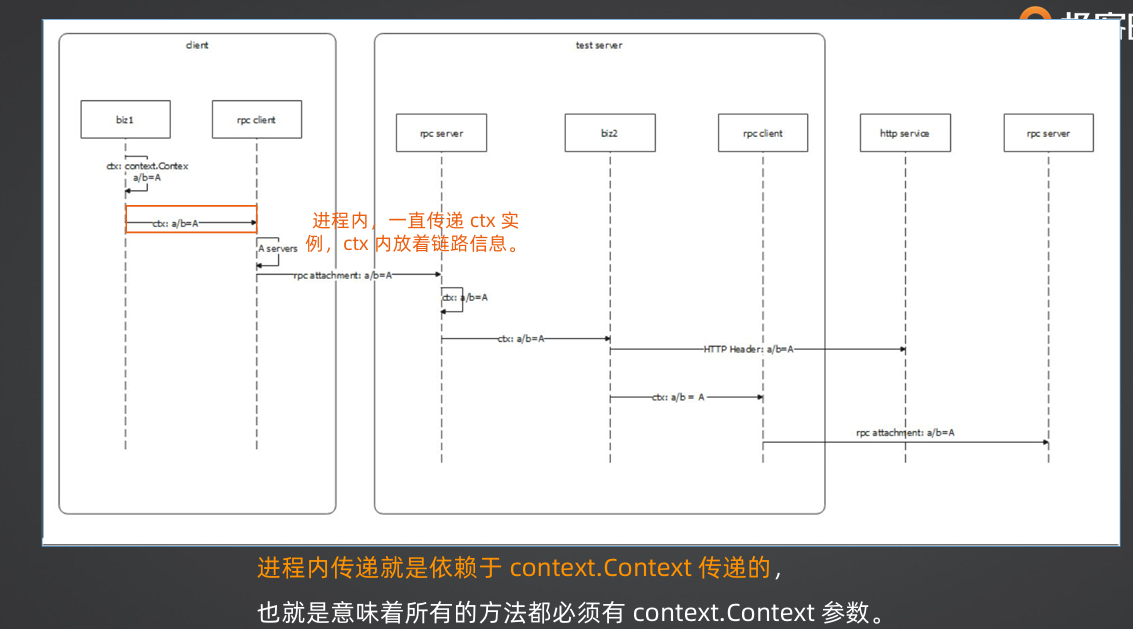 client
test server
biz1
rpc client
rpc server
biz2
rpc client
http service
rpc server
ctx: context.Contex
a/b=A
ctx: a/b=A
进程内，一直传递 ctx 实
例，ctx 内放着链路信息。
A servers
rpc attachment: a/b=A
ctx: a/b=A
ctx: a/b=A
HTTP Header: a/b=A
ctx: a/b = A
rpc attachment: a/b=A
进程内传递就是依赖于 context.Context 传递的，
也就是意味着所有的方法都必须有 context.Context 参数。